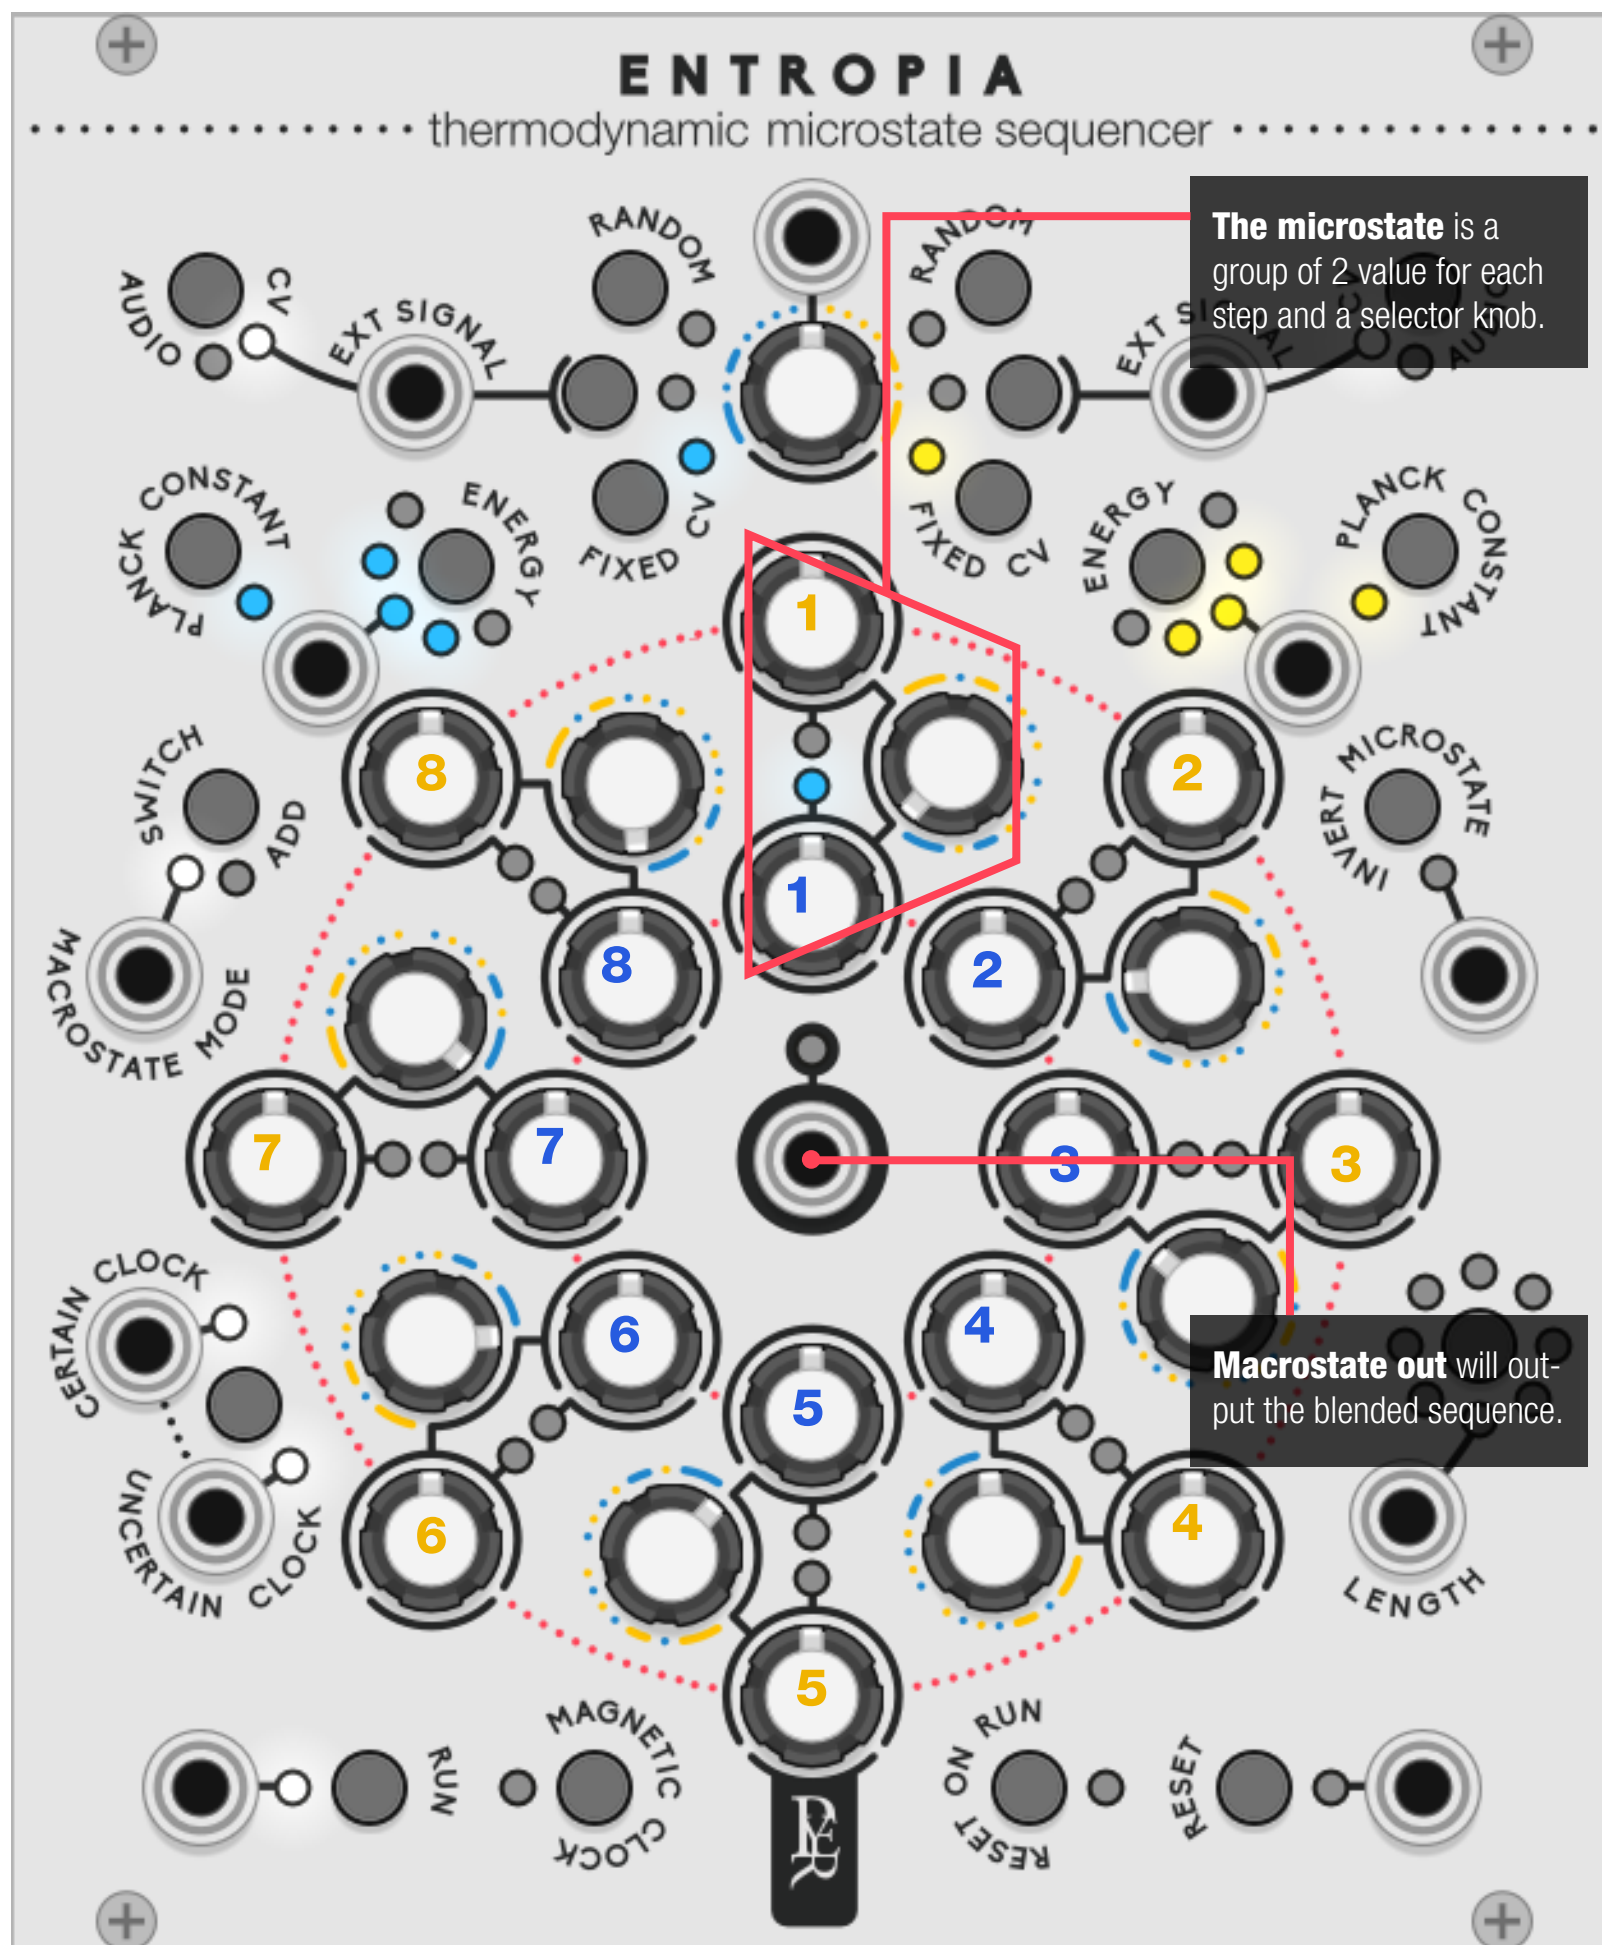 ENTROPIA
thermodynamic microstate sequencer
RANDOM
RANDOM
The microstate is a
group of 2 value for each
step and a selector knob.
AUDIO
CV
EXT SIGNAL
EXT SIGNAL
CV
AUDIO
FIXED CV
FIXED CV
PLANCK CONSTANT
ENERGY
ENERGY
PLANCK CONSTANT
1
8
2
SWITCH
ADD
INVERT MICROSTATE
1
8
2
MACROSTATE MODE
7
7
3
3
CERTAIN CLOCK
6
4
5
Macrostate out will out-
put the blended sequence.
UNCERTAIN CLOCK
6
4
LENGTH
5
RUN
MAGNETIC CLOCK
RESET ON RUN
RESET